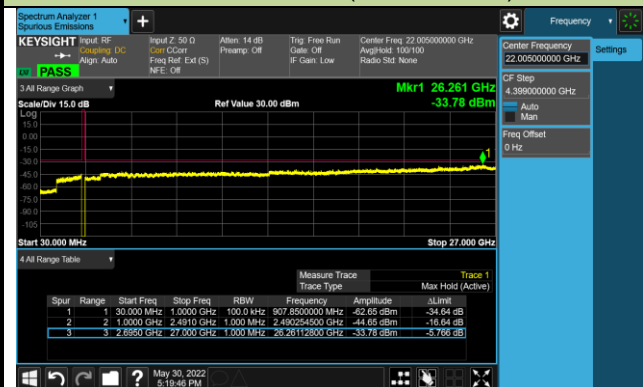 Spectrum Analyzer 1
Spurious Emissions
Frequency
KEYSIGHT
Input: RF
Coupling: DC
Align: Auto
Input Z: 50 Ω
Corr CCorr
Freq Ref: Ext (S)
NFE: Off
Atten: 14 dB
Preamp: Off
Trig: Free Run
Gate: Off
IF Gain: Low
Center Freq: 22.005000000 GHz
Avg|Hold: 100/100
Radio Std: None
PASS
Center Frequency
22.005000000 GHz
Settings
CF Step
4.399000000 GHz
Auto
Man
Freq Offset
0 Hz
3 All Range Graph
Mkr1 26.261 GHz
Scale/Div 15.0 dB
Ref Value 30.00 dBm
-33.78 dBm
Log
15.0
0.00
-15.0
-30.0
-45.0
-60.0
-75.0
-90.0
-105
1
Start 30.000 MHz
Stop 27.000 GHz
4 All Range Table
Measure Trace Trace 1
Trace Type Max Hold (Active)
Spur Range Start Freq Stop Freq RBW Frequency Amplitude ΔLimit
1 1 30.000 MHz 1.0000 GHz 100.0 kHz 907.8500000 MHz -62.65 dBm -34.64 dB
2 2 1.0000 GHz 2.4910 GHz 1.000 MHz 2.490254500 GHz -44.65 dBm -16.64 dB
3 3 2.6950 GHz 27.000 GHz 1.000 MHz 26.26112800 GHz -33.78 dBm -5.766 dB
?
May 30, 2022
5:19:46 PM